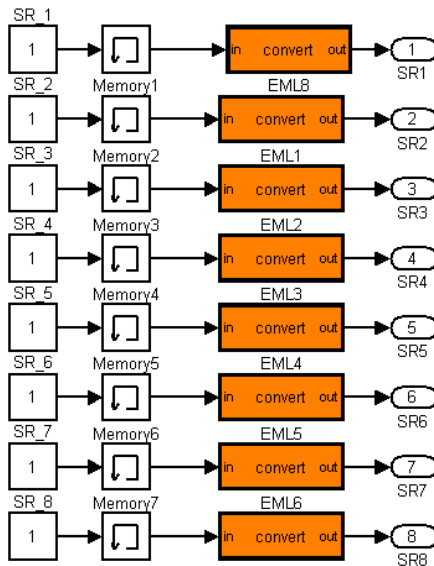 SR_1
1 in convert out 1
SR1
SR_2 Memory1 EML8
1 in convert out 2
SR2
SR_3 Memory2 EML1
1 in convert out 3
SR3
SR_4 Memory3 EML2
1 in convert out 4
SR4
SR_5 Memory4 EML3
1 in convert out 5
SR5
SR_6 Memory5 EML4
1 in convert out 6
SR6
SR_7 Memory6 EML5
1 in convert out 7
SR7
SR_8 Memory7 EML6
1 in convert out 8
SR8